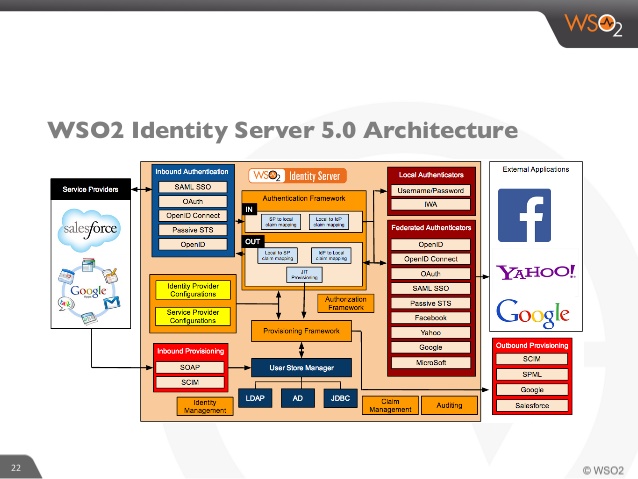 WSO2
WSO2 Identity Server 5.0 Architecture
Service Providers
salesforce
Google
Inbound Authentication
SAML SSO
OAuth
OpenID Connect
Passive STS
OpenID
WSO2 Identity Server
Authentication Framework
IN
SP to local
claim mapping
Local to IdP
claim mapping
OUT
Local to SP
claim mapping
IdP to Local
claim mapping
JIT
Provisioning
Local Authenticators
Username/Password
IWA
Federated Authenticators
OpenID
OpenID Connect
OAuth
SAML SSO
Passive STS
Facebook
Yahoo
Google
MicroSoft
External Applications
f
YAHOO!
Google
Identity Provider
Configurations
Service Provider
Configurations
Authorization
Framework
Provisioning Framework
Inbound Provisioning
SOAP
SCIM
User Store Manager
LDAP
AD
JDBC
Identity
Management
Claim
Management
Auditing
Outbound Provisioning
SCIM
SPML
Google
Salesforce
22
© WSO2